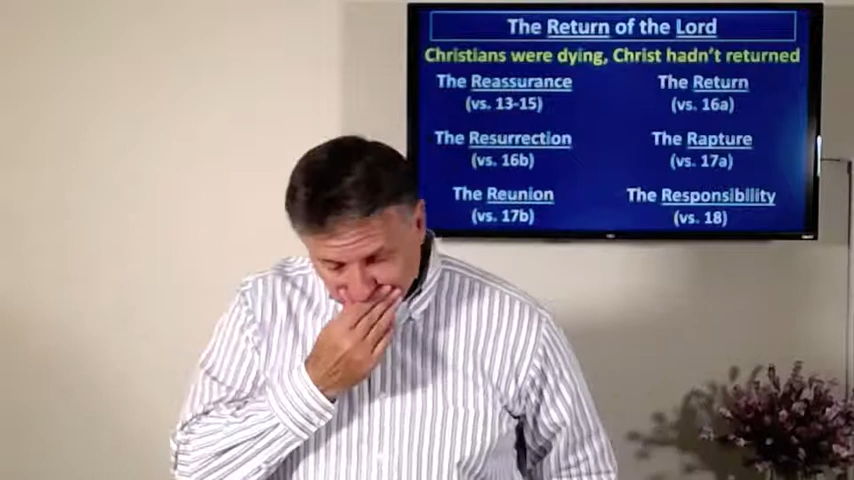 The Return of the Lord
Christians were dying, Christ hadn't returned
The Reassurance
(vs. 13-15)
The Return
(vs. 16a)
The Resurrection
(vs. 16b)
The Rapture
(vs. 17a)
The Reunion
(vs. 17b)
The Responsibility
(vs. 18)